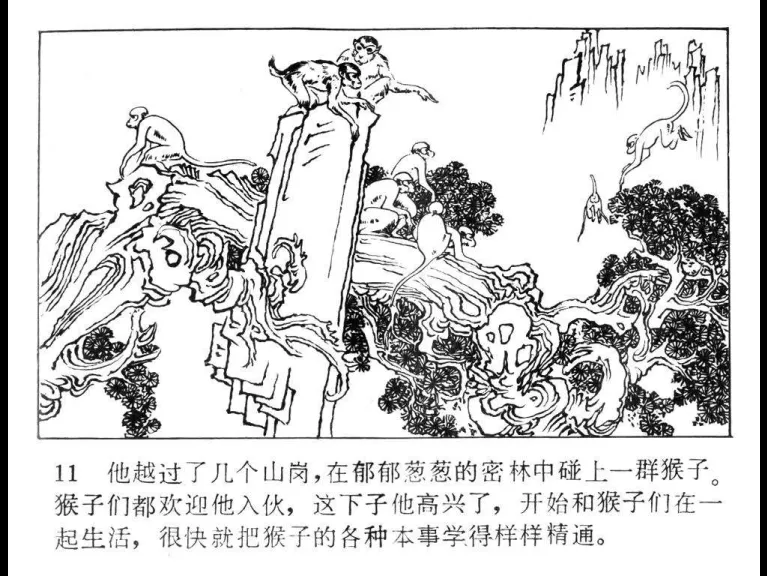 11 他越过了几个山岗，在郁郁葱葱的密林中碰上一群猴子。
猴子们都欢迎他入伙，这下子他高兴了，开始和猴子们在一
起生活，很快就把猴子的各种本事学得样样精通。